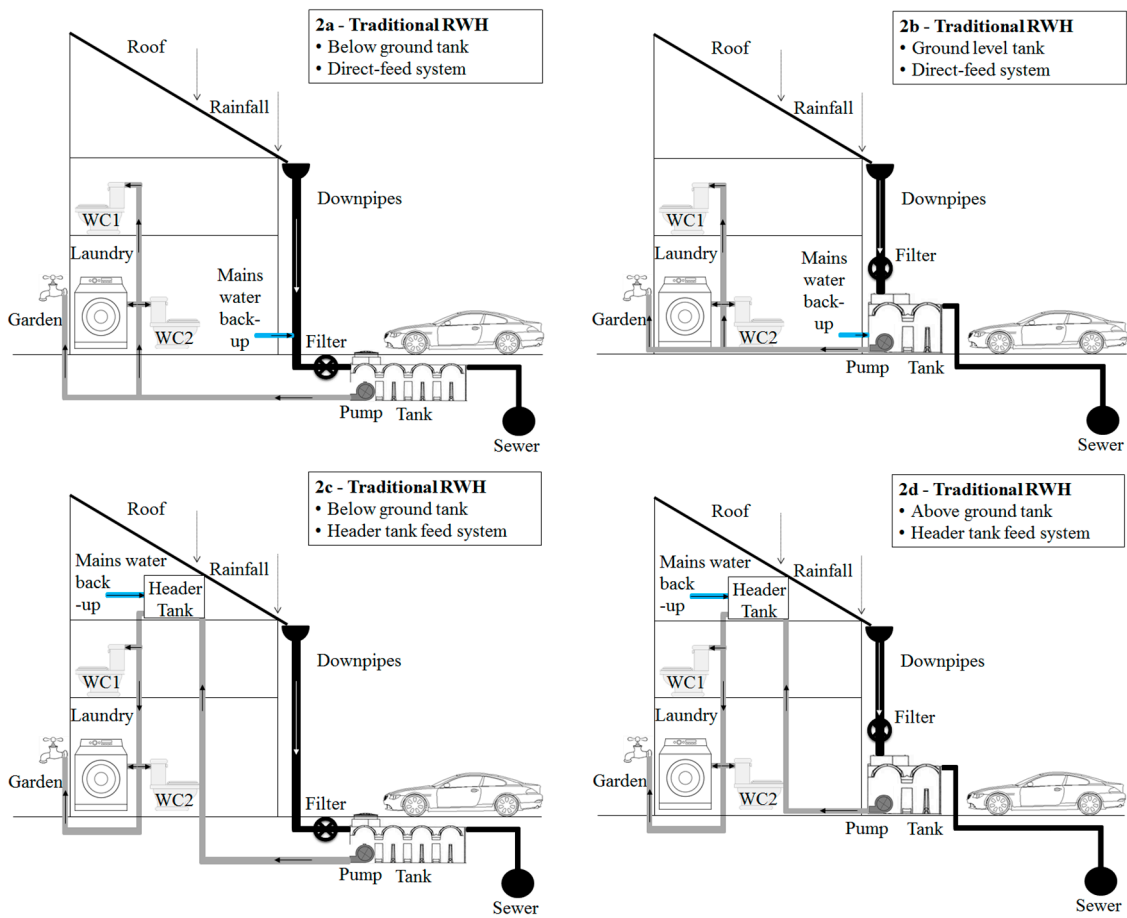 2a - Traditional RWH
• Below ground tank
• Direct-feed system
Roof
Rainfall
Downpipes
WC1
Laundry
Mains
water
back-
up
Garden
WC2
Filter
Pump
Tank
Sewer
2b - Traditional RWH
• Ground level tank
• Direct-feed system
Roof
Rainfall
Downpipes
WC1
Laundry
Mains
water
back-
up
Filter
Garden
WC2
Pump
Tank
Sewer
2c - Traditional RWH
• Below ground tank
• Header tank feed system
Roof
Mains water
back
-up
Header
Tank
Rainfall
Downpipes
WC1
Laundry
Garden
WC2
Filter
Pump
Tank
Sewer
2d - Traditional RWH
• Above ground tank
• Header tank feed system
Roof
Mains water
back
-up
Header
Tank
Rainfall
Downpipes
WC1
Laundry
Filter
Garden
WC2
Pump
Tank
Sewer